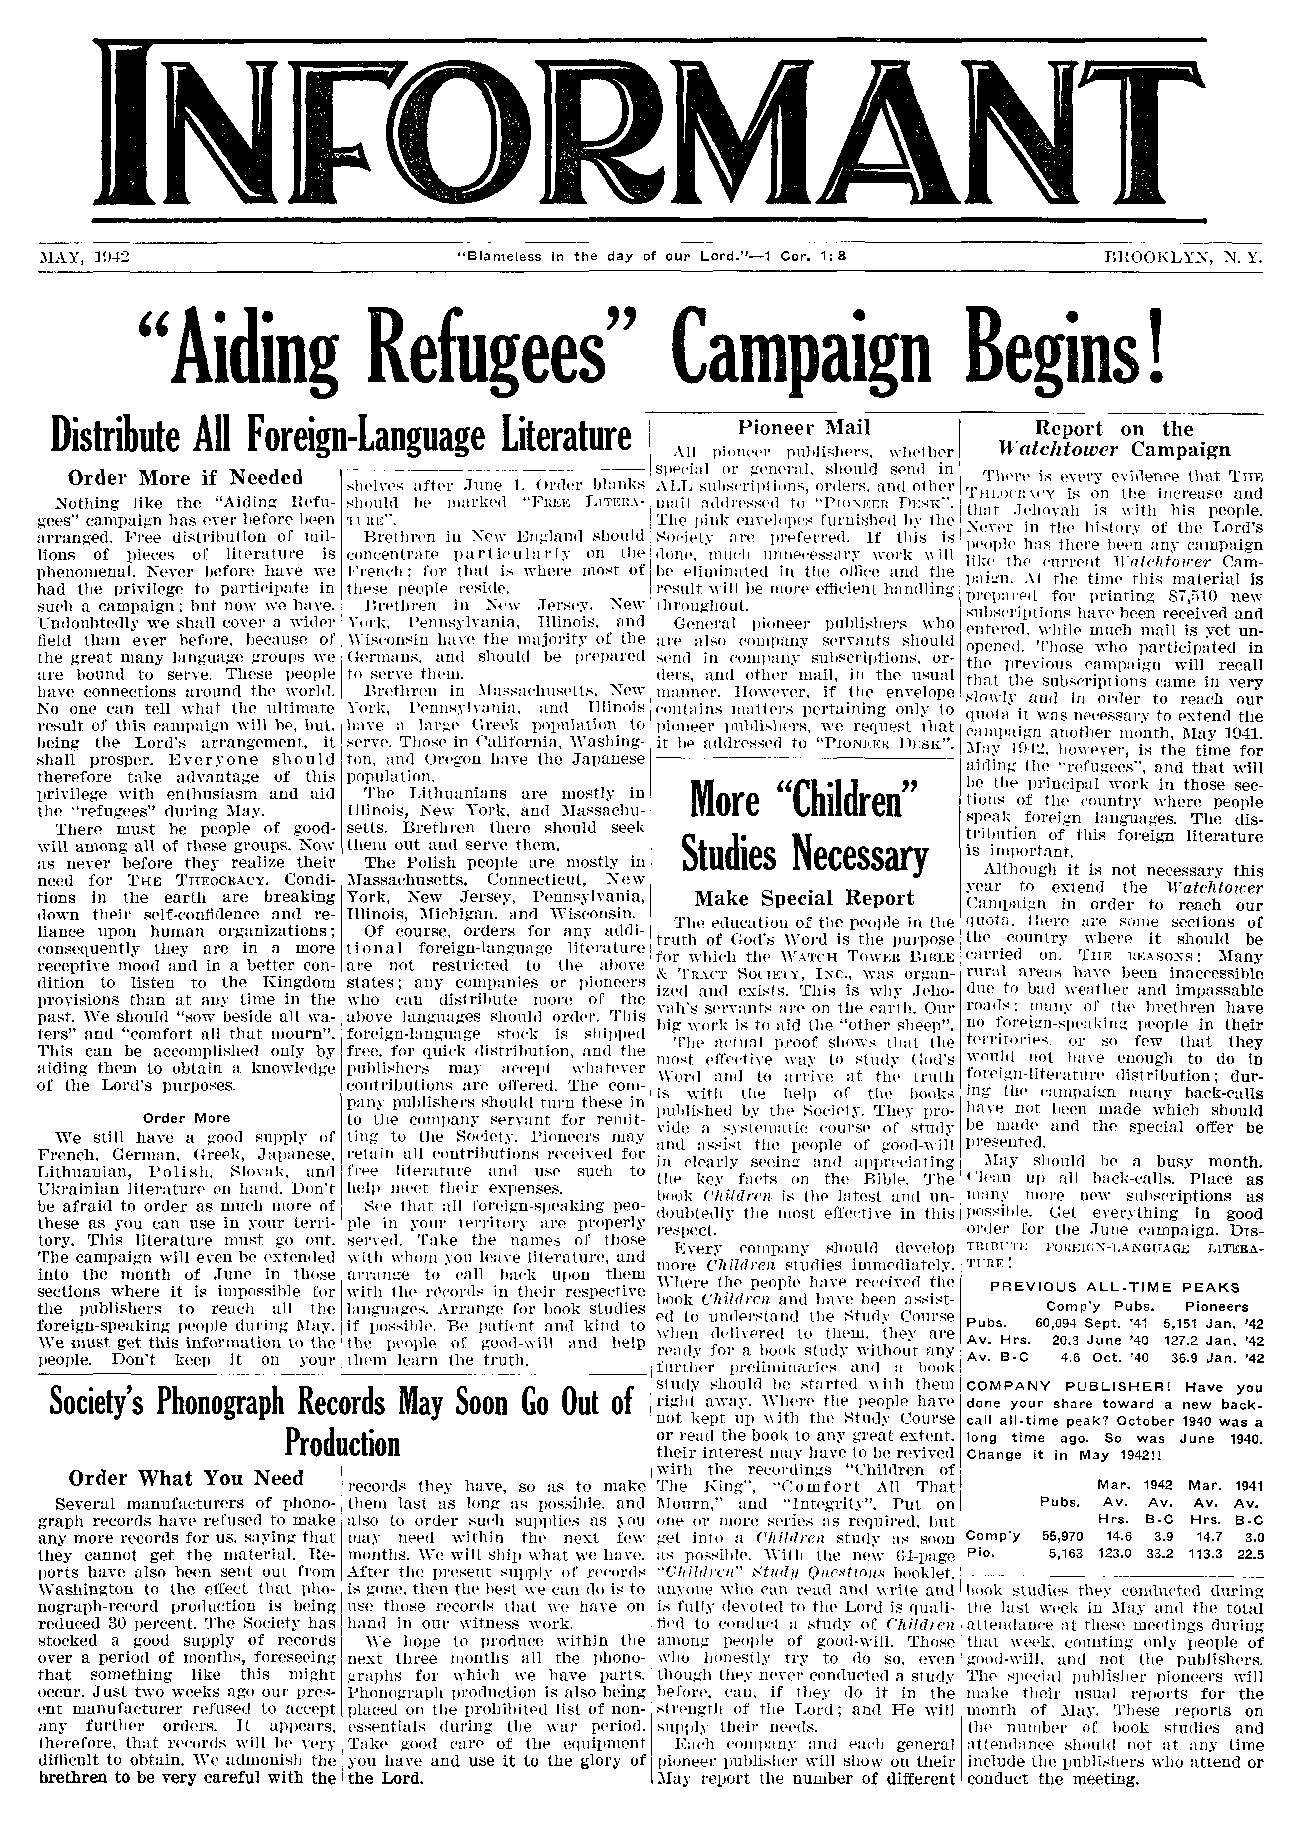 INFORMANT
MAY, 1942
"Blameless in the day of our Lord."—1 Cor. 1:8
BROOKLYN, N. Y.
"Aiding Refugees" Campaign Begins!
Distribute All Foreign-Language Literature
Order More if Needed
Nothing like the "Aiding Refu-
gees" campaign has ever before been
arranged. Free distribution of mil-
lions of pieces of literature is
phenomenal. Never before have we
had the privilege to participate in
such a campaign; but now we have.
Undoubtedly we shall cover a wider
field than ever before, because of
the great many language groups we
are bound to serve. These people
have connections around the world.
No one can tell what the ultimate
result of this campaign will be, but,
being the Lord's arrangement, it
shall prosper. Everyone should
therefore take advantage of this
privilege with enthusiasm and aid
the "refugees" during May.
There must be people of good-
will among all of these groups. Now
as never before they realize their
need for THE THEOCRACY. Condi-
tions in the earth are breaking
down their self-confidence and re-
liance upon human organizations;
consequently they are in a more
receptive mood and in a better con-
dition to listen to the Kingdom
provisions than at any time in the
past. We should "sow beside all wa-
ters" and "comfort all that mourn".
This can be accomplished only by
aiding them to obtain a knowledge
of the Lord's purposes.
Order More
We still have a good supply of
French, German, Greek, Japanese,
Lithuanian, Polish, Slovak, and
Ukrainian literature on hand. Don't
be afraid to order as much more of
these as you can use in your terri-
tory. This literature must go out.
The campaign will even be extended
into the month of June in those
sections where it is impossible for
the publishers to reach all the
foreign-speaking people during May.
We must get this information to the
people. Don't keep it on your
shelves after June 1. Order blanks
should be marked "FREE LITERA-
TURE".
Brethren in New England should
concentrate particularly on the
French; for that is where most of
these people reside.
Brethren in New Jersey, New
York, Pennsylvania, Illinois, and
Wisconsin have the majority of the
Germans, and should be prepared
to serve them.
Brethren in Massachusetts, New
York, Pennsylvania, and Illinois
have a large Greek population to
serve. Those in California, Washing-
ton, and Oregon have the Japanese
population.
The Lithuanians are mostly in
Illinois, New York, and Massachu-
setts. Brethren there should seek
them out and serve them.
The Polish people are mostly in
Massachusetts, Connecticut, New
York, New Jersey, Pennsylvania,
Illinois, Michigan, and Wisconsin.
Of course, orders for any addi-
tional foreign-language literature
are not restricted to the above
states; any companies or pioneers
who can distribute more of the
above languages should order. This
foreign-language stock is shipped
free, for quick distribution, and the
publishers may accept whatever
contributions are offered. The com-
pany publishers should turn these in
to the company servant for remit-
ting to the Society. Pioneers may
retain all contributions received for
free literature and use such to
help meet their expenses.
See that all foreign-speaking peo-
ple in your territory are properly
served. Take the names of those
with whom you leave literature, and
arrange to call back upon them
with the records in their respective
languages. Arrange for book studies
if possible. Be patient and kind to
the people of good-will and help
them learn the truth.
Society's Phonograph Records May Soon Go Out of
Production
Order What You Need
Several manufacturers of phono-
graph records have refused to make
any more records for us, saying that
they cannot get the material. Re-
ports have also been sent out from
Washington to the effect that pho-
nograph-record production is being
reduced 30 percent. The Society has
stocked a good supply of records
over a period of months, foreseeing
that something like this might
occur. Just two weeks ago our pres-
ent manufacturer refused to accept
any further orders. It appears,
therefore, that records will be very
difficult to obtain. We admonish the
brethren to be very careful with the
records they have, so as to make
them last as long as possible, and
also to order such supplies as you
may need within the next few
months. We will ship what we have.
After the present supply of records
is gone, then the best we can do is to
use those records that we have on
hand in our witness work.
We hope to produce within the
next three months all the phono-
graphs for which we have parts.
Phonograph production is also being
placed on the prohibited list of non-
essentials during the war period.
Take good care of the equipment
you have and use it to the glory of
the Lord.
Pioneer Mail
All pioneer publishers, whether
special or general, should send in
ALL subscriptions, orders, and other
mail addressed to "PIONEER DESK".
The pink envelopes furnished by the
Society are preferred. If this is
done, much unnecessary work will
be eliminated in the office and the
result will be more efficient handling
throughout.
General pioneer publishers who
are also company servants should
send in company subscriptions, or-
ders, and other mail, in the usual
manner. However, if the envelope
contains matters pertaining only to
pioneer publishers, we request that
it be addressed to "PIONEER DESK".
More "Children"
Studies Necessary
Make Special Report
The education of the people in the
truth of God's Word is the purpose
for which the WATCH TOWER BIBLE
& TRACT SOCIETY, INC., was organ-
ized and exists. This is why Jeho-
vah's servants are on the earth. Our
big work is to aid the "other sheep".
The actual proof shows that the
most effective way to study God's
Word and to arrive at the truth
is with the help of the books
published by the Society. They pro-
vide a systematic course of study
and assist the people of good-will
in clearly seeing and appreciating
the key facts on the Bible. The
book Children is the latest and un-
doubtedly the most effective in this
respect.
Every company should develop
more Children studies immediately.
Where the people have received the
book Children and have been assist-
ed to understand the Study Course
when delivered to them, they are
ready for a book study without any
further preliminaries and a book
study should be started with them
right away. Where the people have
not kept up with the Study Course
or read the book to any great extent,
their interest may have to be revived
with the recordings "Children of
The King", "Comfort All That
Mourn," and "Integrity". Put on
one or more series as required, but
get into a Children study as soon
as possible. With the new 64-page
"Children" Study Questions booklet,
anyone who can read and write and
is fully devoted to the Lord is quali-
fied to conduct a study of Children
among people of good-will. Those
who honestly try to do so, even
though they never conducted a study
before, can, if they do it in the
strength of the Lord; and He will
supply their needs.
Each company and each general
pioneer publisher will show on their
May report the number of different
Report on the
Watchtower Campaign
There is every evidence that THE
THEOCRACY is on the increase and
that Jehovah is with his people.
Never in the history of the Lord's
people has there been any campaign
like the current Watchtower Cam-
paign. At the time this material is
prepared for printing 87,510 new
subscriptions have been received and
entered, while much mail is yet un-
opened. Those who participated in
the previous campaign will recall
that the subscriptions came in very
slowly and in order to reach our
quota it was necessary to extend the
campaign another month, May 1941.
May 1942, however, is the time for
aiding the "refugees", and that will
be the principal work in those sec-
tions of the country where people
speak foreign languages. The dis-
tribution of this foreign literature
is important.
Although it is not necessary this
year to extend the Watchtower
Campaign in order to reach our
quota, there are some sections of
the country where it should be
carried on. THE REASONS: Many
rural areas have been inaccessible
due to bad weather and impassable
roads; many of the brethren have
no foreign-speaking people in their
territories, or so few that they
would not have enough to do in
foreign-literature distribution; dur-
ing the campaign many back-calls
have not been made which should
be made and the special offer be
presented.
May should be a busy month.
Clean up all back-calls. Place as
many more new subscriptions as
possible. Get everything in good
order for the June campaign. DIS-
TRIBUTE FOREIGN-LANGUAGE LITERA-
TURE!
PREVIOUS ALL-TIME PEAKS
Comp'y Pubs. Pioneers
Pubs. 60,094 Sept. '41 5,151 Jan. '42
Av. Hrs. 20.3 June '40 127.2 Jan. '42
Av. B-C 4.6 Oct. '40 36.9 Jan. '42
COMPANY PUBLISHER! Have you
done your share toward a new back-
call all-time peak? October 1940 was a
long time ago. So was June 1940.
Change it in May 1942!!
Mar. 1942 Mar. 1941
Pubs. Av. Av. Av. Av.
Hrs. B-C Hrs. B-C
Comp'y 55,970 14.6 3.9 14.7 3.0
Pio. 5,163 123.0 33.2 113.3 22.5
book studies they conducted during
the last week in May and the total
attendance at these meetings during
that week, counting only people of
good-will, and not the publishers.
The special publisher pioneers will
make their usual reports for the
month of May. These reports on
the number of book studies and
attendance should not at any time
include the publishers who attend or
conduct the meeting.